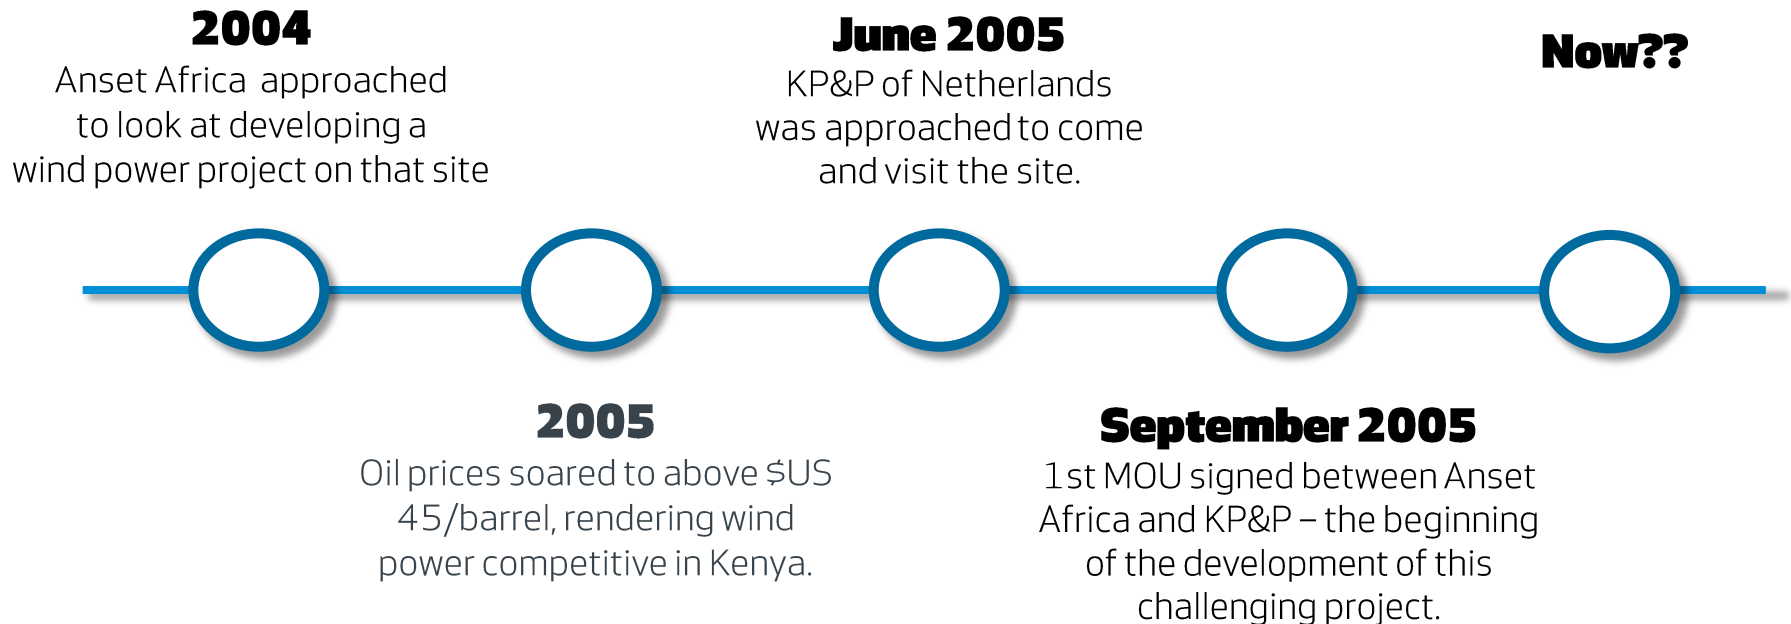 2004
Anset Africa approached
to look at developing a
wind power project on that site
2005
Oil prices soared to above $US
45/barrel, rendering wind
power competitive in Kenya.
June 2005
KP&P of Netherlands
was approached to come
and visit the site.
September 2005
1st MOU signed between Anset
Africa and KP&P – the beginning
of the development of this
challenging project.
Now??